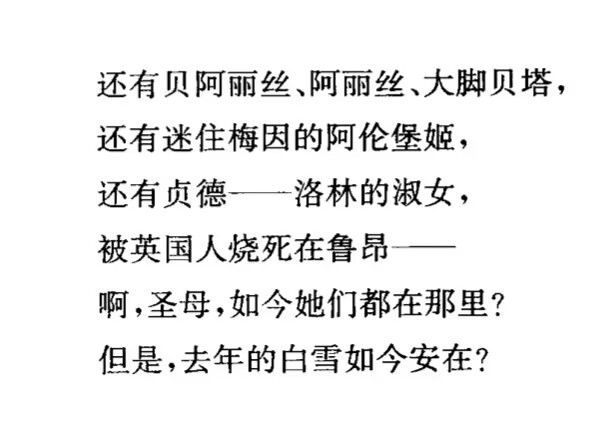 还有贝阿丽丝、阿丽丝、大脚贝塔，
还有迷住梅因的阿伦堡姬，
还有贞德——洛林的淑女，
被英国人烧死在鲁昂——
啊，圣母，如今她们都在那里？
但是，去年的白雪如今安在？